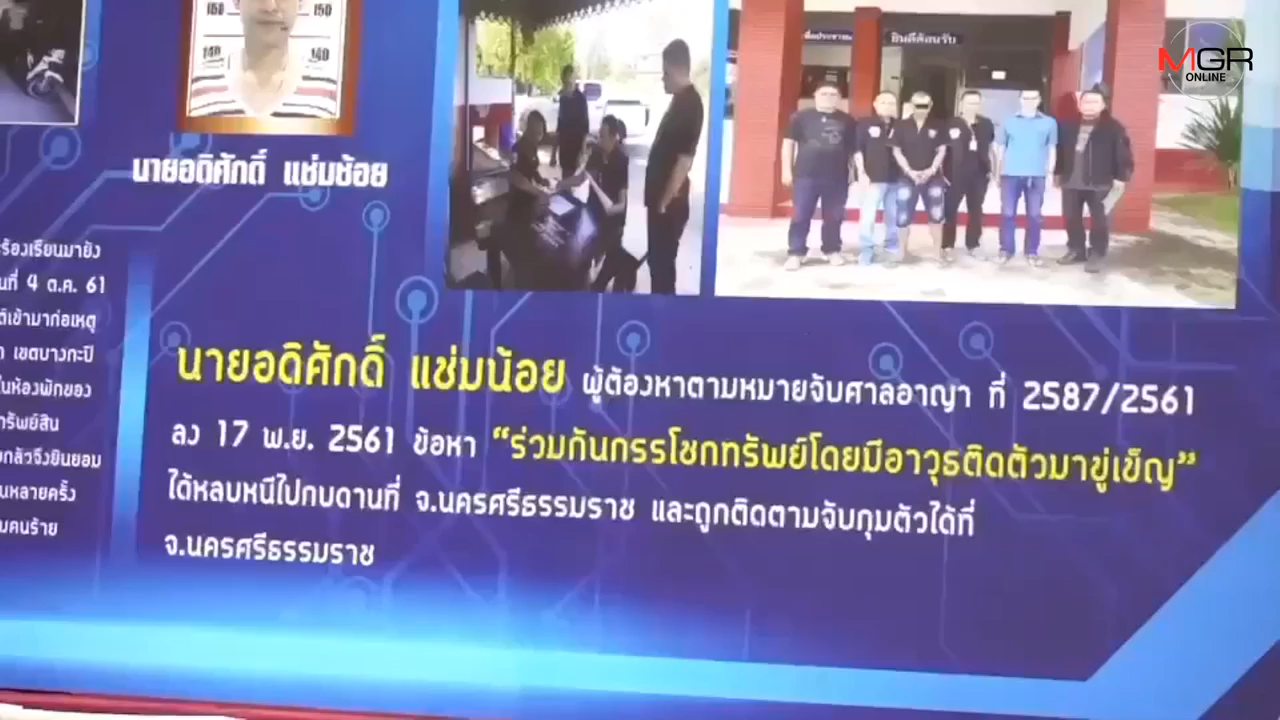 150 150
140 140
ยินดีต้อนรับ
MGR
ONLINE
นายอดิศักดิ์ แช่มช้อย
ร้องเรียนมายัง
นที่ 4 ต.ค. 61
ติเข้ามาก่อเหตุ
เขตบางกะปิ
ในห้องพักของ
ทรัพย์สิน
กลัวจึงยินยอม
นหลายครั้ง
มคนร้าย
นายอดิศักดิ์ แช่มน้อย ผู้ต้องหาตามหมายจับศาลอาญา ที่ 2587/2561
ลง 17 พ.ย. 2561 ข้อหา “ร่วมกันกรรโชกทรัพย์โดยมีอาวุธติดตัวมาขู่เข็ญ”
ได้หลบหนีไปกบดานที่ จ.นครศรีธรรมราช และถูกติดตามจับกุมตัวได้ที่
จ.นครศรีธรรมราช